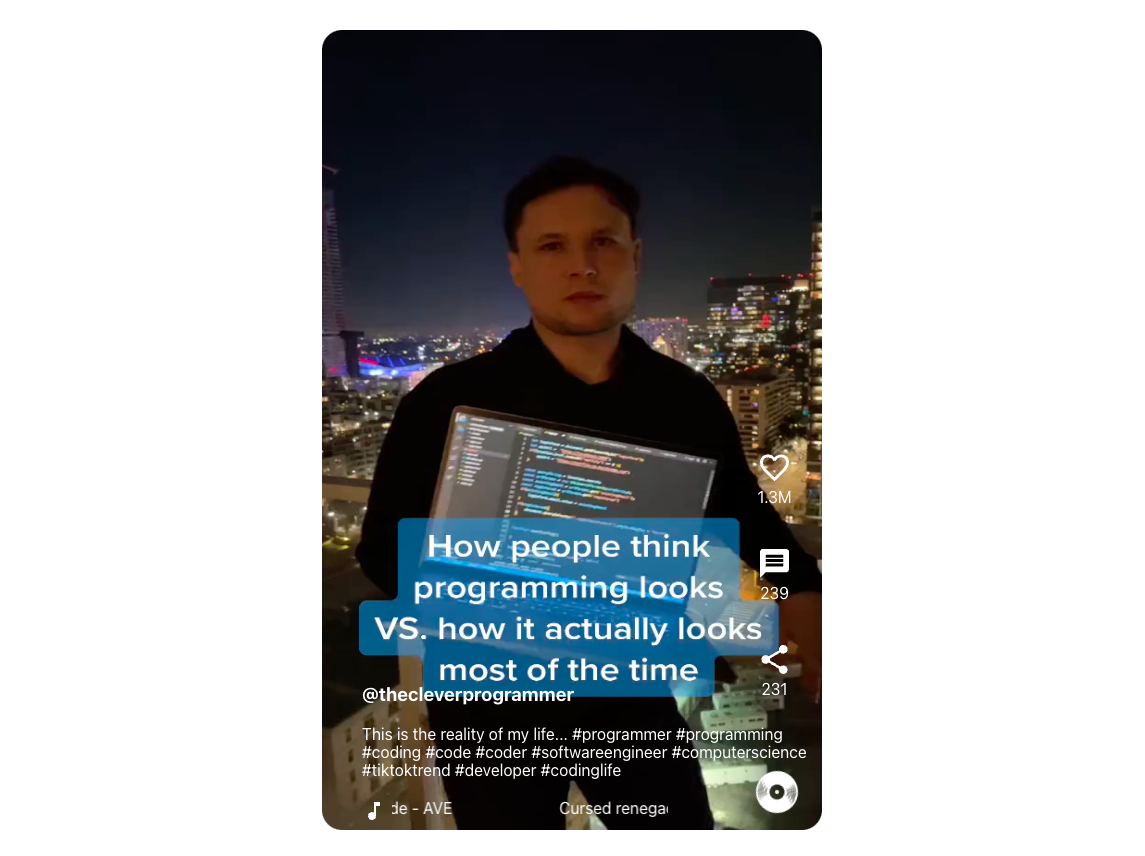 How people think
programming looks
VS. how it actually looks
most of the time
1.3M
239
231
@thecleverprogrammer
This is the reality of my life... #programmer #programming
#coding #code #coder #softwareengineer #computerscience
#tiktoktrend #developer #codinglife
de - AVE Cursed renega